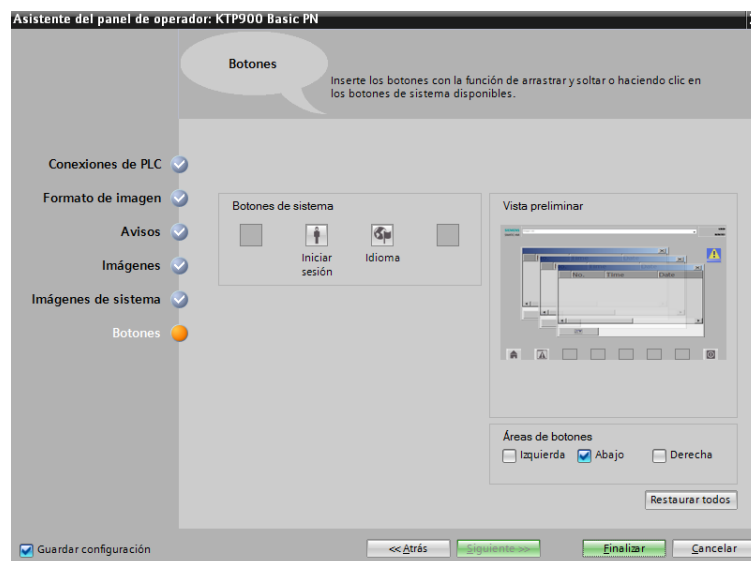 Asistente del panel de operador: KTP900 Basic PN
Botones
Inserte los botones con la función de arrastrar y soltar o haciendo clic en
los botones de sistema disponibles.
Conexiones de PLC
Formato de imagen
Avisos
Imágenes
Imágenes de sistema
Botones
Botones de sistema
Iniciar
sesión
Idioma
Vista preliminar
No. Time Date
Áreas de botones
Izquierda Abajo Derecha
Restaurar todos
Guardar configuración
<< Atrás Siguiente >> Finalizar Cancelar